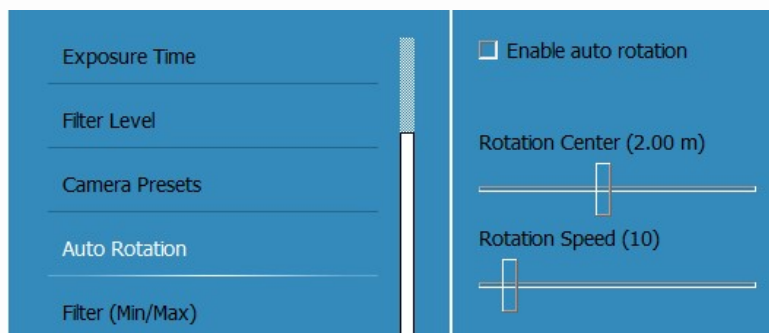 Exposure Time
Filter Level
Camera Presets
Auto Rotation
Filter (Min/Max)
Enable auto rotation
Rotation Center (2.00 m)
Rotation Speed (10)